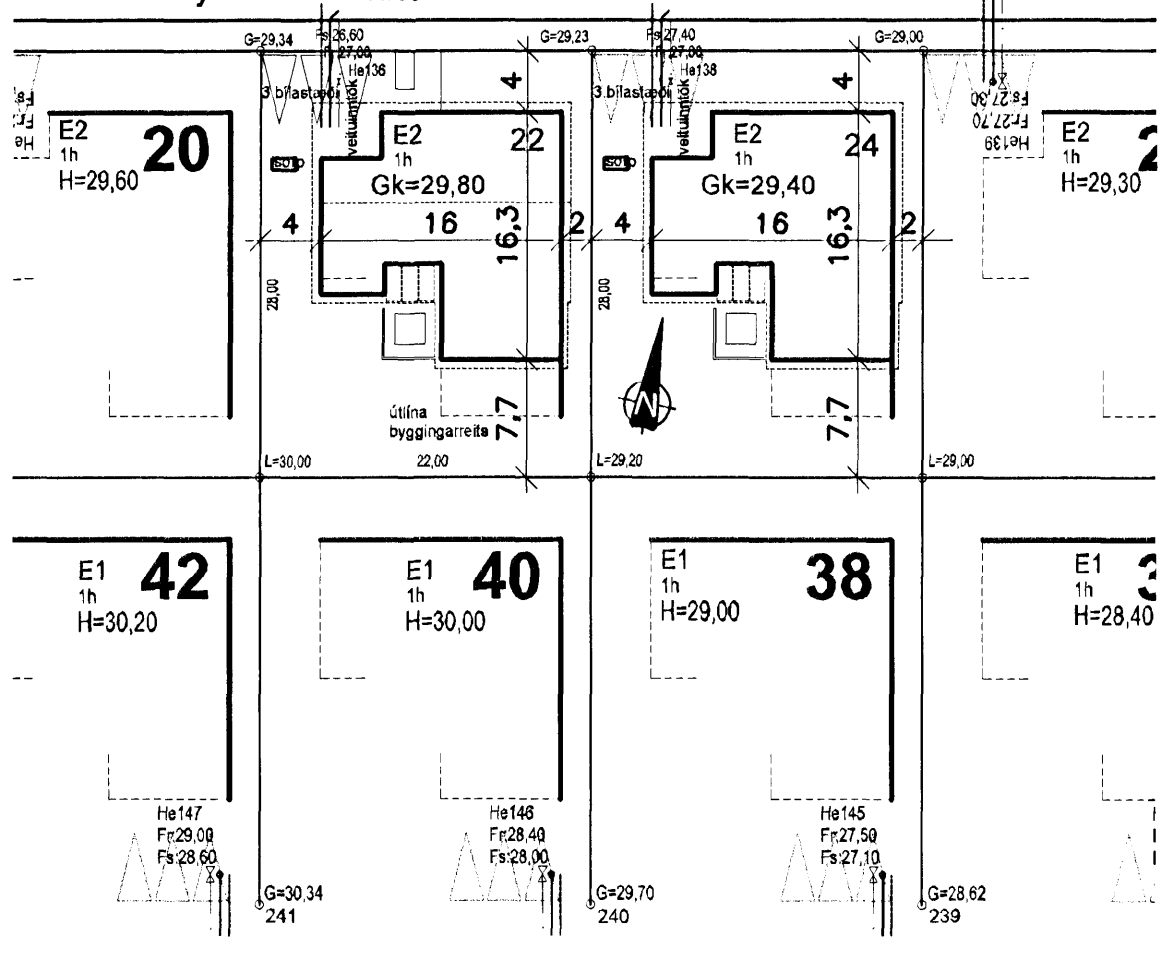 G=29,34
Fs:26,60
Fr:27,00
He136
G=29,23
Fs:27,40
Fr:27,80
He138
G=29,00
Fs:27,30
Fr:27,70
He139
Fs
Fr
He
3 bílastæði
veituinntök
4
3 bílastæði
veituinntök
4
E2
1h
H=29,60
20
sorp
E2
1h
22
Gk=29,80
sorp
E2
1h
24
Gk=29,40
E2
1h
H=29,30
2
4
16
16,3
2
4
16
16,3
2
28,00
28,00
N
útlína
byggingarreits
7,7
7,7
L=30,00
22,00
L=29,20
L=29,00
E1
1h
H=30,20
42
E1
1h
H=30,00
40
E1
1h
H=29,00
38
E1
1h
H=28,40
3
He147
Fr:29,00
Fs:28,60
He146
Fr:28,40
Fs:28,00
He145
Fr:27,50
Fs:27,10
G=30,34
241
G=29,70
240
G=28,62
239